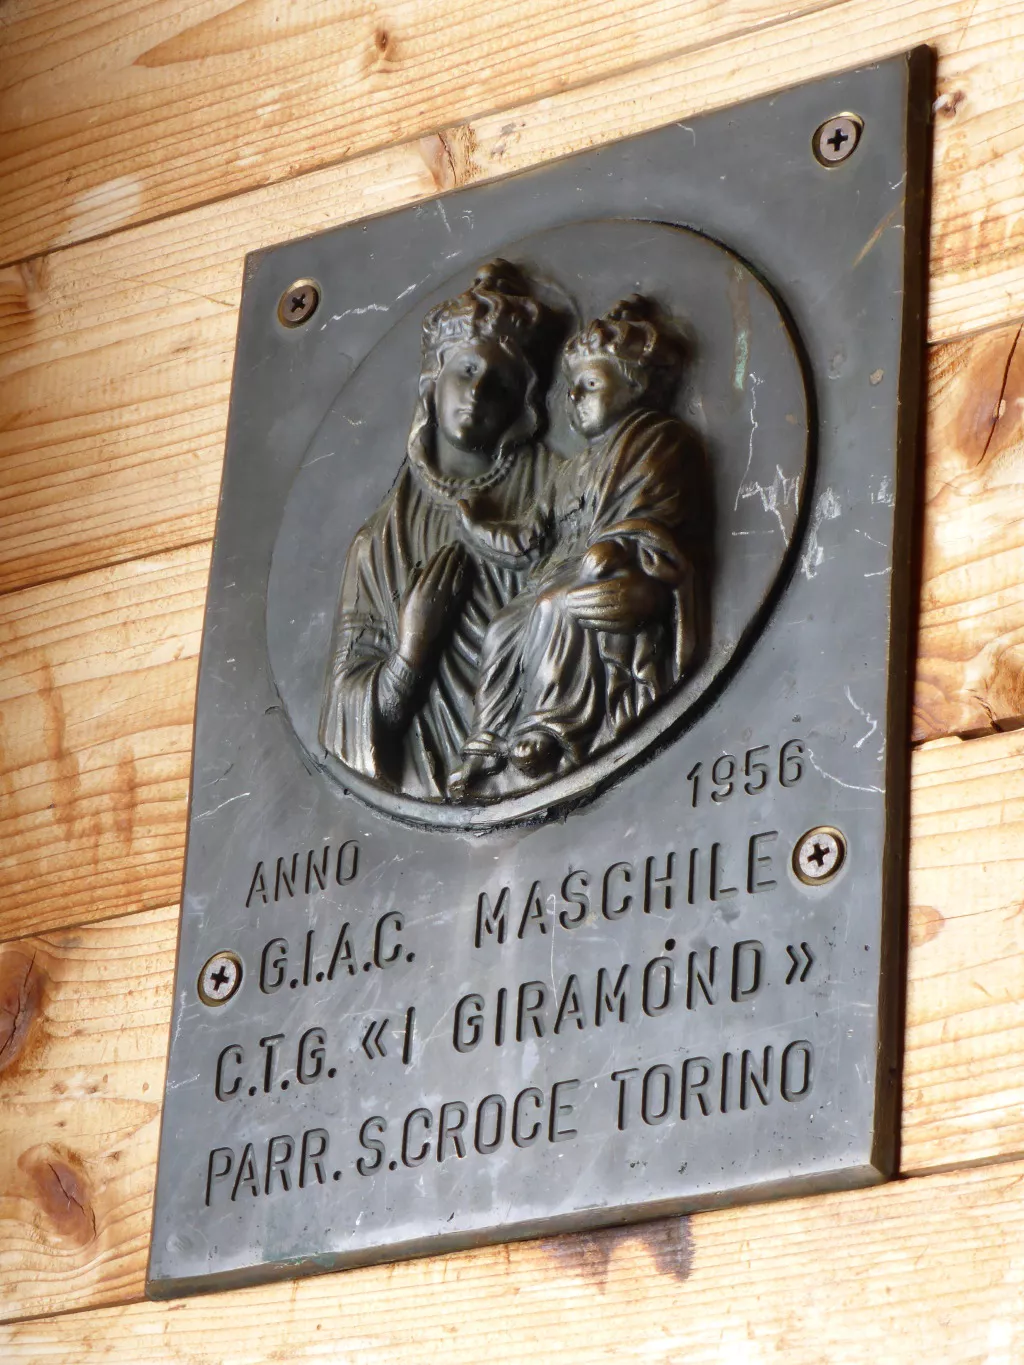 ANNO 1956
G.I.A.C. MASCHILE
C.T.G. «I GIRAMÓND»
PARR. S.CROCE TORINO